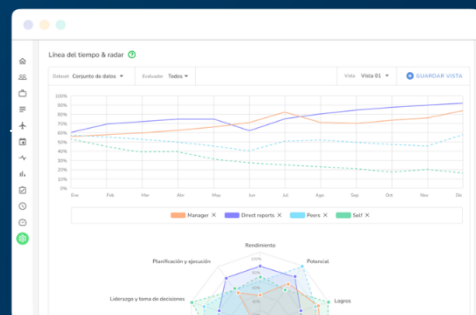 Línea del tiempo & radar ?
Dataset Conjunto de datos Evaluador Todos Vista Vista 01 GUARDAR VISTA
100%
90%
80%
70%
60%
50%
40%
30%
20%
10%
0%
Ene Feb Mar Abr May Jun Jul Ago Sep Oct Nov Dic
Manager × Direct reports × Peers × Self ×
Rendimiento
Planificación y ejecución Potencial
100%
Liderazgo y toma de decisiones Logros